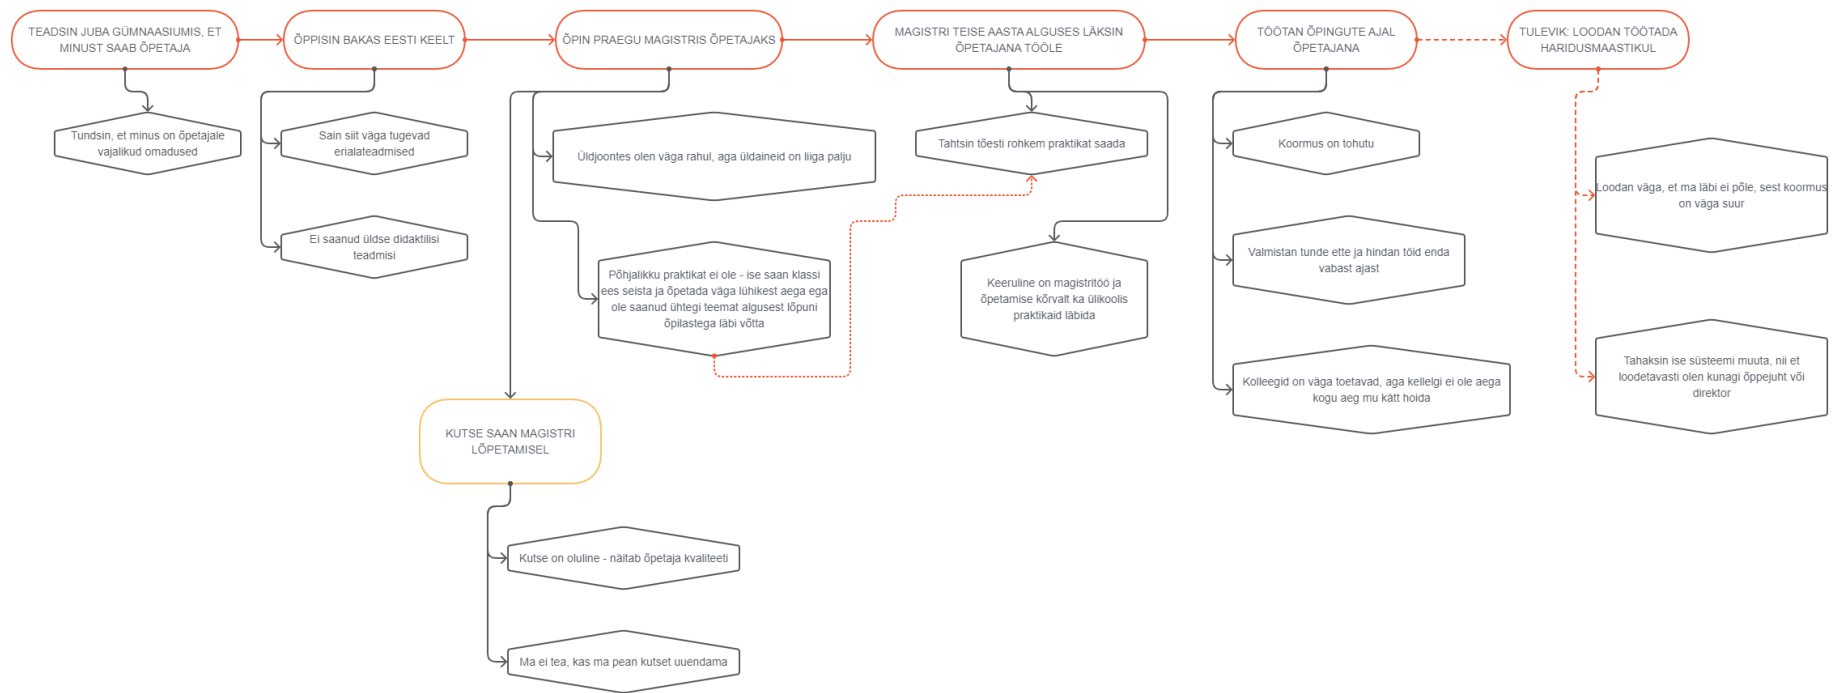 TEADSIN JUBA GÜMNAASIUMIS, ET
MINUST SAAB ÕPETAJA
ÕPPISIN BAKAS EESTI KEELT
ÕPIN PRAEGU MAGISTRIS ÕPETAJAKS
MAGISTRI TEISE AASTA ALGUSES LÄKSIN
ÕPETAJANA TÖÖLE
TÖÖTAN ÕPINGUTE AJAL
ÕPETAJANA
TULEVIK: LOODAN TÖÖTADA
HARIDUSMAASTIKUL
Tundsin, et minus on õpetajale
vajalikud omadused
Sain siit väga tugevad
erialateadmised
Ei saanud üldse didaktilisi
teadmisi
Üldjoontes olen väga rahul, aga üldaineid on liiga palju
Põhjalikku praktikat ei ole - ise saan klassi
ees seista ja õpetada väga lühikest aega ega
ole saanud ühtegi teemat algusest lõpuni
õpilastega läbi võtta
Tahtsin tõesti rohkem praktikat saada
Keeruline on magistritöö ja
õpetamise kõrvalt ka ülikoolis
praktikaid läbida
Koormus on tohutu
Valmistan tunde ette ja hindan töid enda
vabast ajast
Kolleegid on väga toetavad, aga kellelgi ei ole aega
kogu aeg mu kätt hoida
Loodan väga, et ma läbi ei põle, sest koormus
on väga suur
Tahaksin ise süsteemi muuta, nii et
loodetavasti olen kunagi õppejuht või
direktor
KUTSE SAAN MAGISTRI
LÕPETAMISEL
Kutse on oluline - näitab õpetaja kvaliteeti
Ma ei tea, kas ma pean kutset uuendama